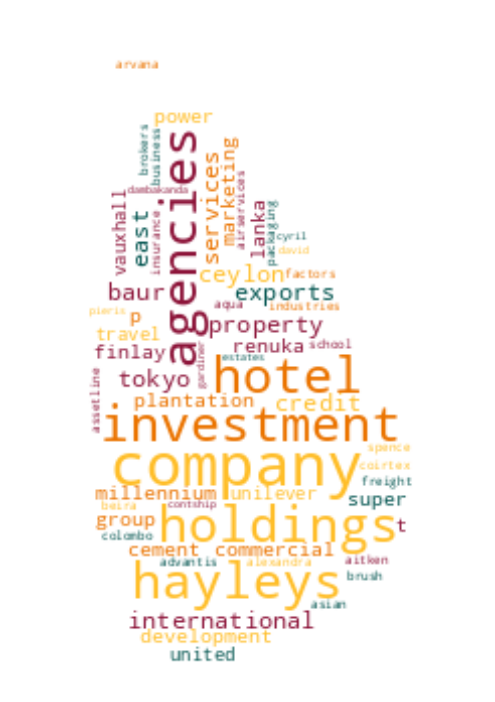 arvana
power
brokers
business
agencies
services
marketing
airservices
dambakanda
vauxhall
east
insurance
lanka
packaging
cyril
david
ceylon
factors
baur
exports
aqua
industries
pieris
p
property
travel
renuka
school
finlay
gardiner
estates
tokyo
hotel
assetline
plantation
credit
investment
spence
company
coirtex
freight
millennium
unilever
super
beira
contship
group
holdings
t
colombo
cement
commercial
advantis
alexandra
aitken
hayleys
brush
asian
international
development
united